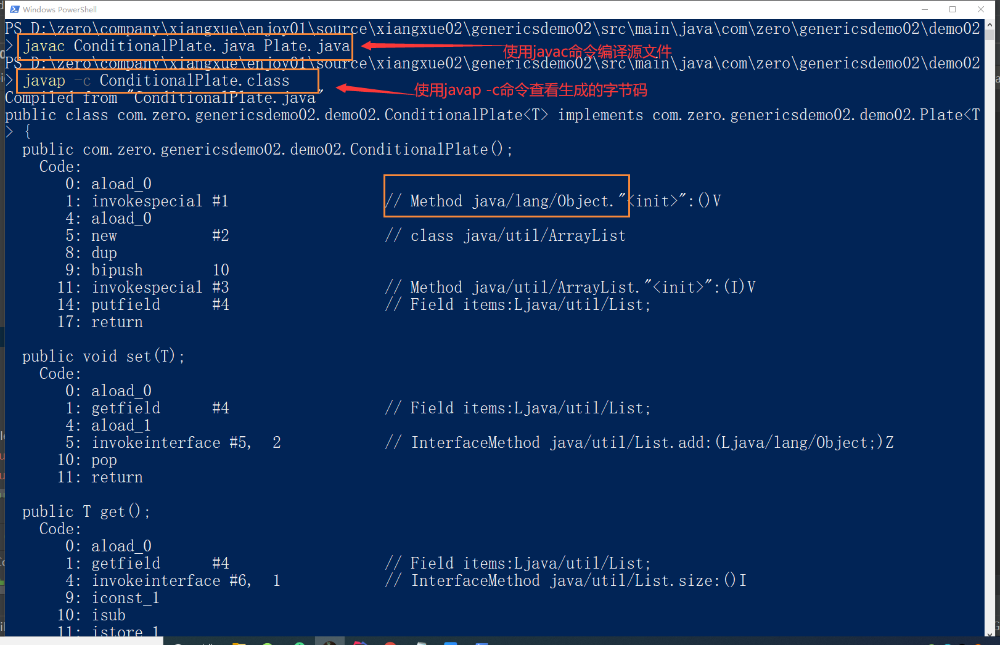 Windows PowerShell
PS D:\zero\company\xiangxue\enjoy01\source\xiangxue02\genericsdemo02\src\main\java\com\zero\genericsdemo02\demo02
> javac ConditionalPlate.java Plate.java
使用javac命令编译源文件
PS D:\zero\company\xiangxue\enjoy01\source\xiangxue02\genericsdemo02\src\main\java\com\zero\genericsdemo02\demo02
> javap -c ConditionalPlate.class
使用javap -c命令查看生成的字节码
Compiled from "ConditionalPlate.java"
public class com.zero.genericsdemo02.demo02.ConditionalPlate<T> implements com.zero.genericsdemo02.demo02.Plate<T
> {
public com.zero.genericsdemo02.demo02.ConditionalPlate();
Code:
0: aload_0
1: invokespecial #1 // Method java/lang/Object."<init>":()V
4: aload_0
5: new #2 // class java/util/ArrayList
8: dup
9: bipush 10
11: invokespecial #3 // Method java/util/ArrayList."<init>":(I)V
14: putfield #4 // Field items:Ljava/util/List;
17: return
public void set(T);
Code:
0: aload_0
1: getfield #4 // Field items:Ljava/util/List;
4: aload_1
5: invokeinterface #5, 2 // InterfaceMethod java/util/List.add:(Ljava/lang/Object;)Z
10: pop
11: return
public T get();
Code:
0: aload_0
1: getfield #4 // Field items:Ljava/util/List;
4: invokeinterface #6, 1 // InterfaceMethod java/util/List.size:()I
9: iconst_1
10: isub
11: istore_1